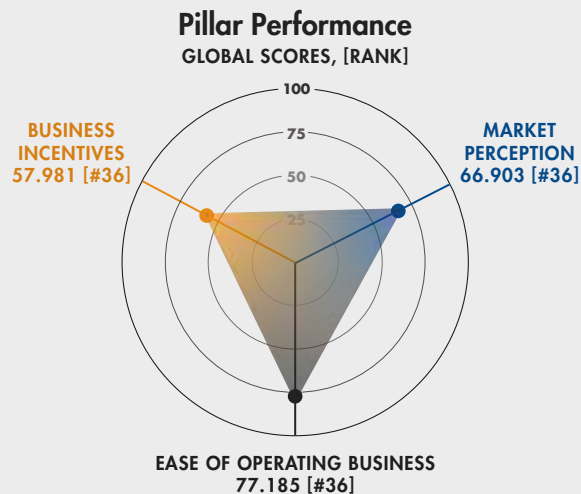 Pillar Performance
GLOBAL SCORES, [RANK]
100
75
50
25
BUSINESS
INCENTIVES
57.981 [#36]
MARKET
PERCEPTION
66.903 [#36]
EASE OF OPERATING BUSINESS
77.185 [#36]